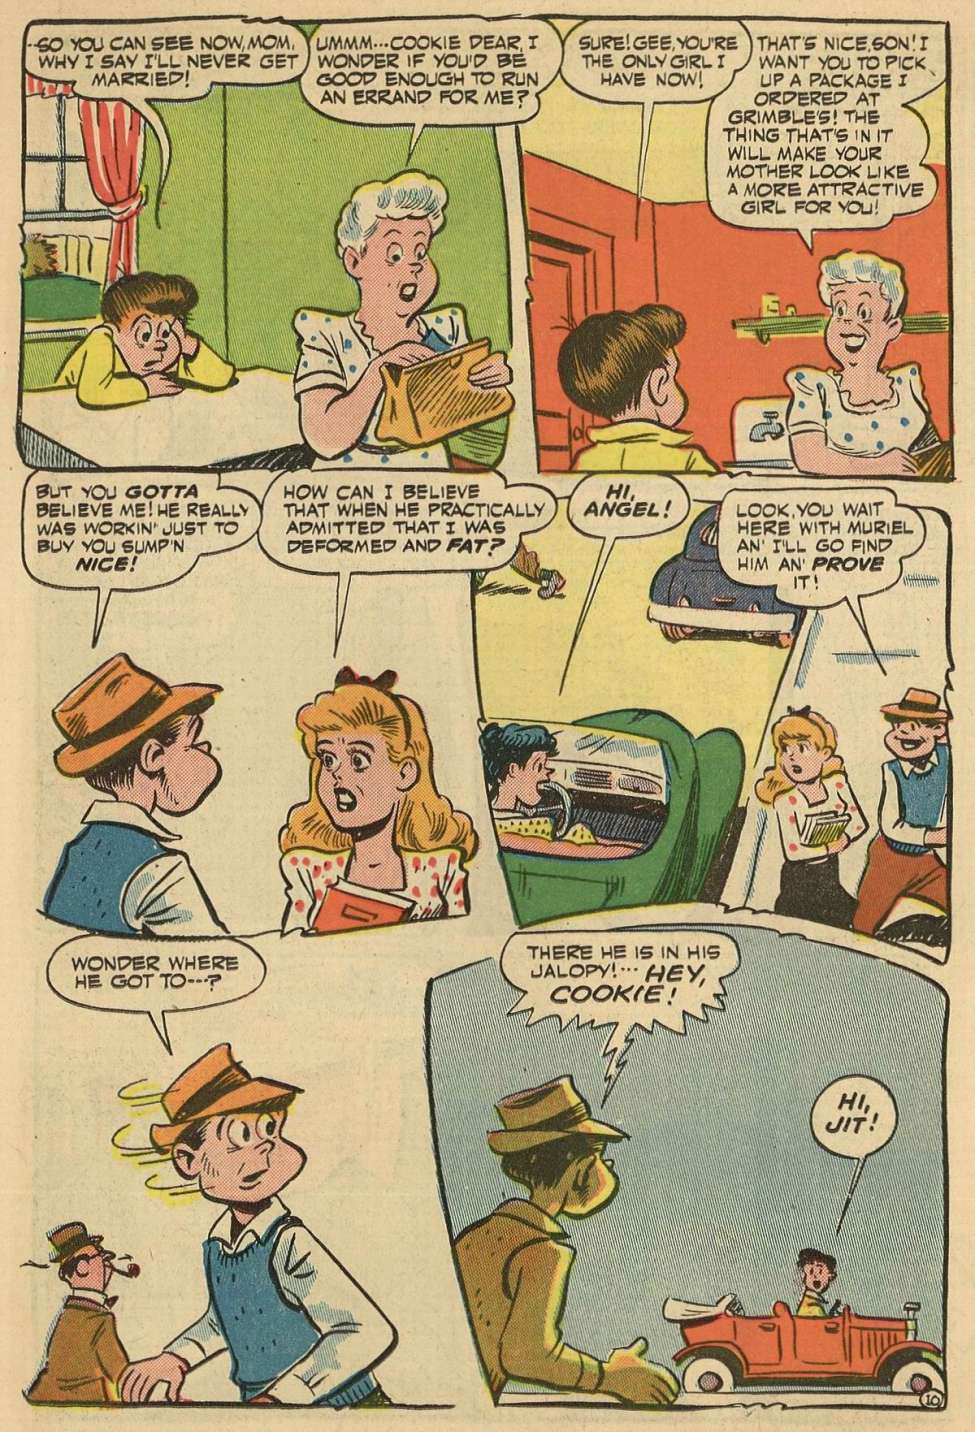 --SO YOU CAN SEE NOW, MOM,
WHY I SAY I'LL NEVER GET
MARRIED!
UMMM...COOKIE DEAR, I
WONDER IF YOU'D BE
GOOD ENOUGH TO RUN
AN ERRAND FOR ME?
SURE! GEE, YOU'RE
THE ONLY GIRL I
HAVE NOW!
THAT'S NICE, SON! I
WANT YOU TO PICK
UP A PACKAGE I
ORDERED AT
GRIMBLE'S! THE
THING THAT'S IN IT
WILL MAKE YOUR
MOTHER LOOK LIKE
A MORE ATTRACTIVE
GIRL FOR YOU!
BUT YOU GOTTA
BELIEVE ME! HE REALLY
WAS WORKIN' JUST TO
BUY YOU SUMP'N
NICE!
HOW CAN I BELIEVE
THAT WHEN HE PRACTICALLY
ADMITTED THAT I WAS
DEFORMED AND FAT?
HI,
ANGEL!
LOOK, YOU WAIT
HERE WITH MURIEL
AN' I'LL GO FIND
HIM AN' PROVE
IT!
WONDER WHERE
HE GOT TO---?
THERE HE IS IN HIS
JALOPY!... HEY,
COOKIE!
HI,
JIT!
10